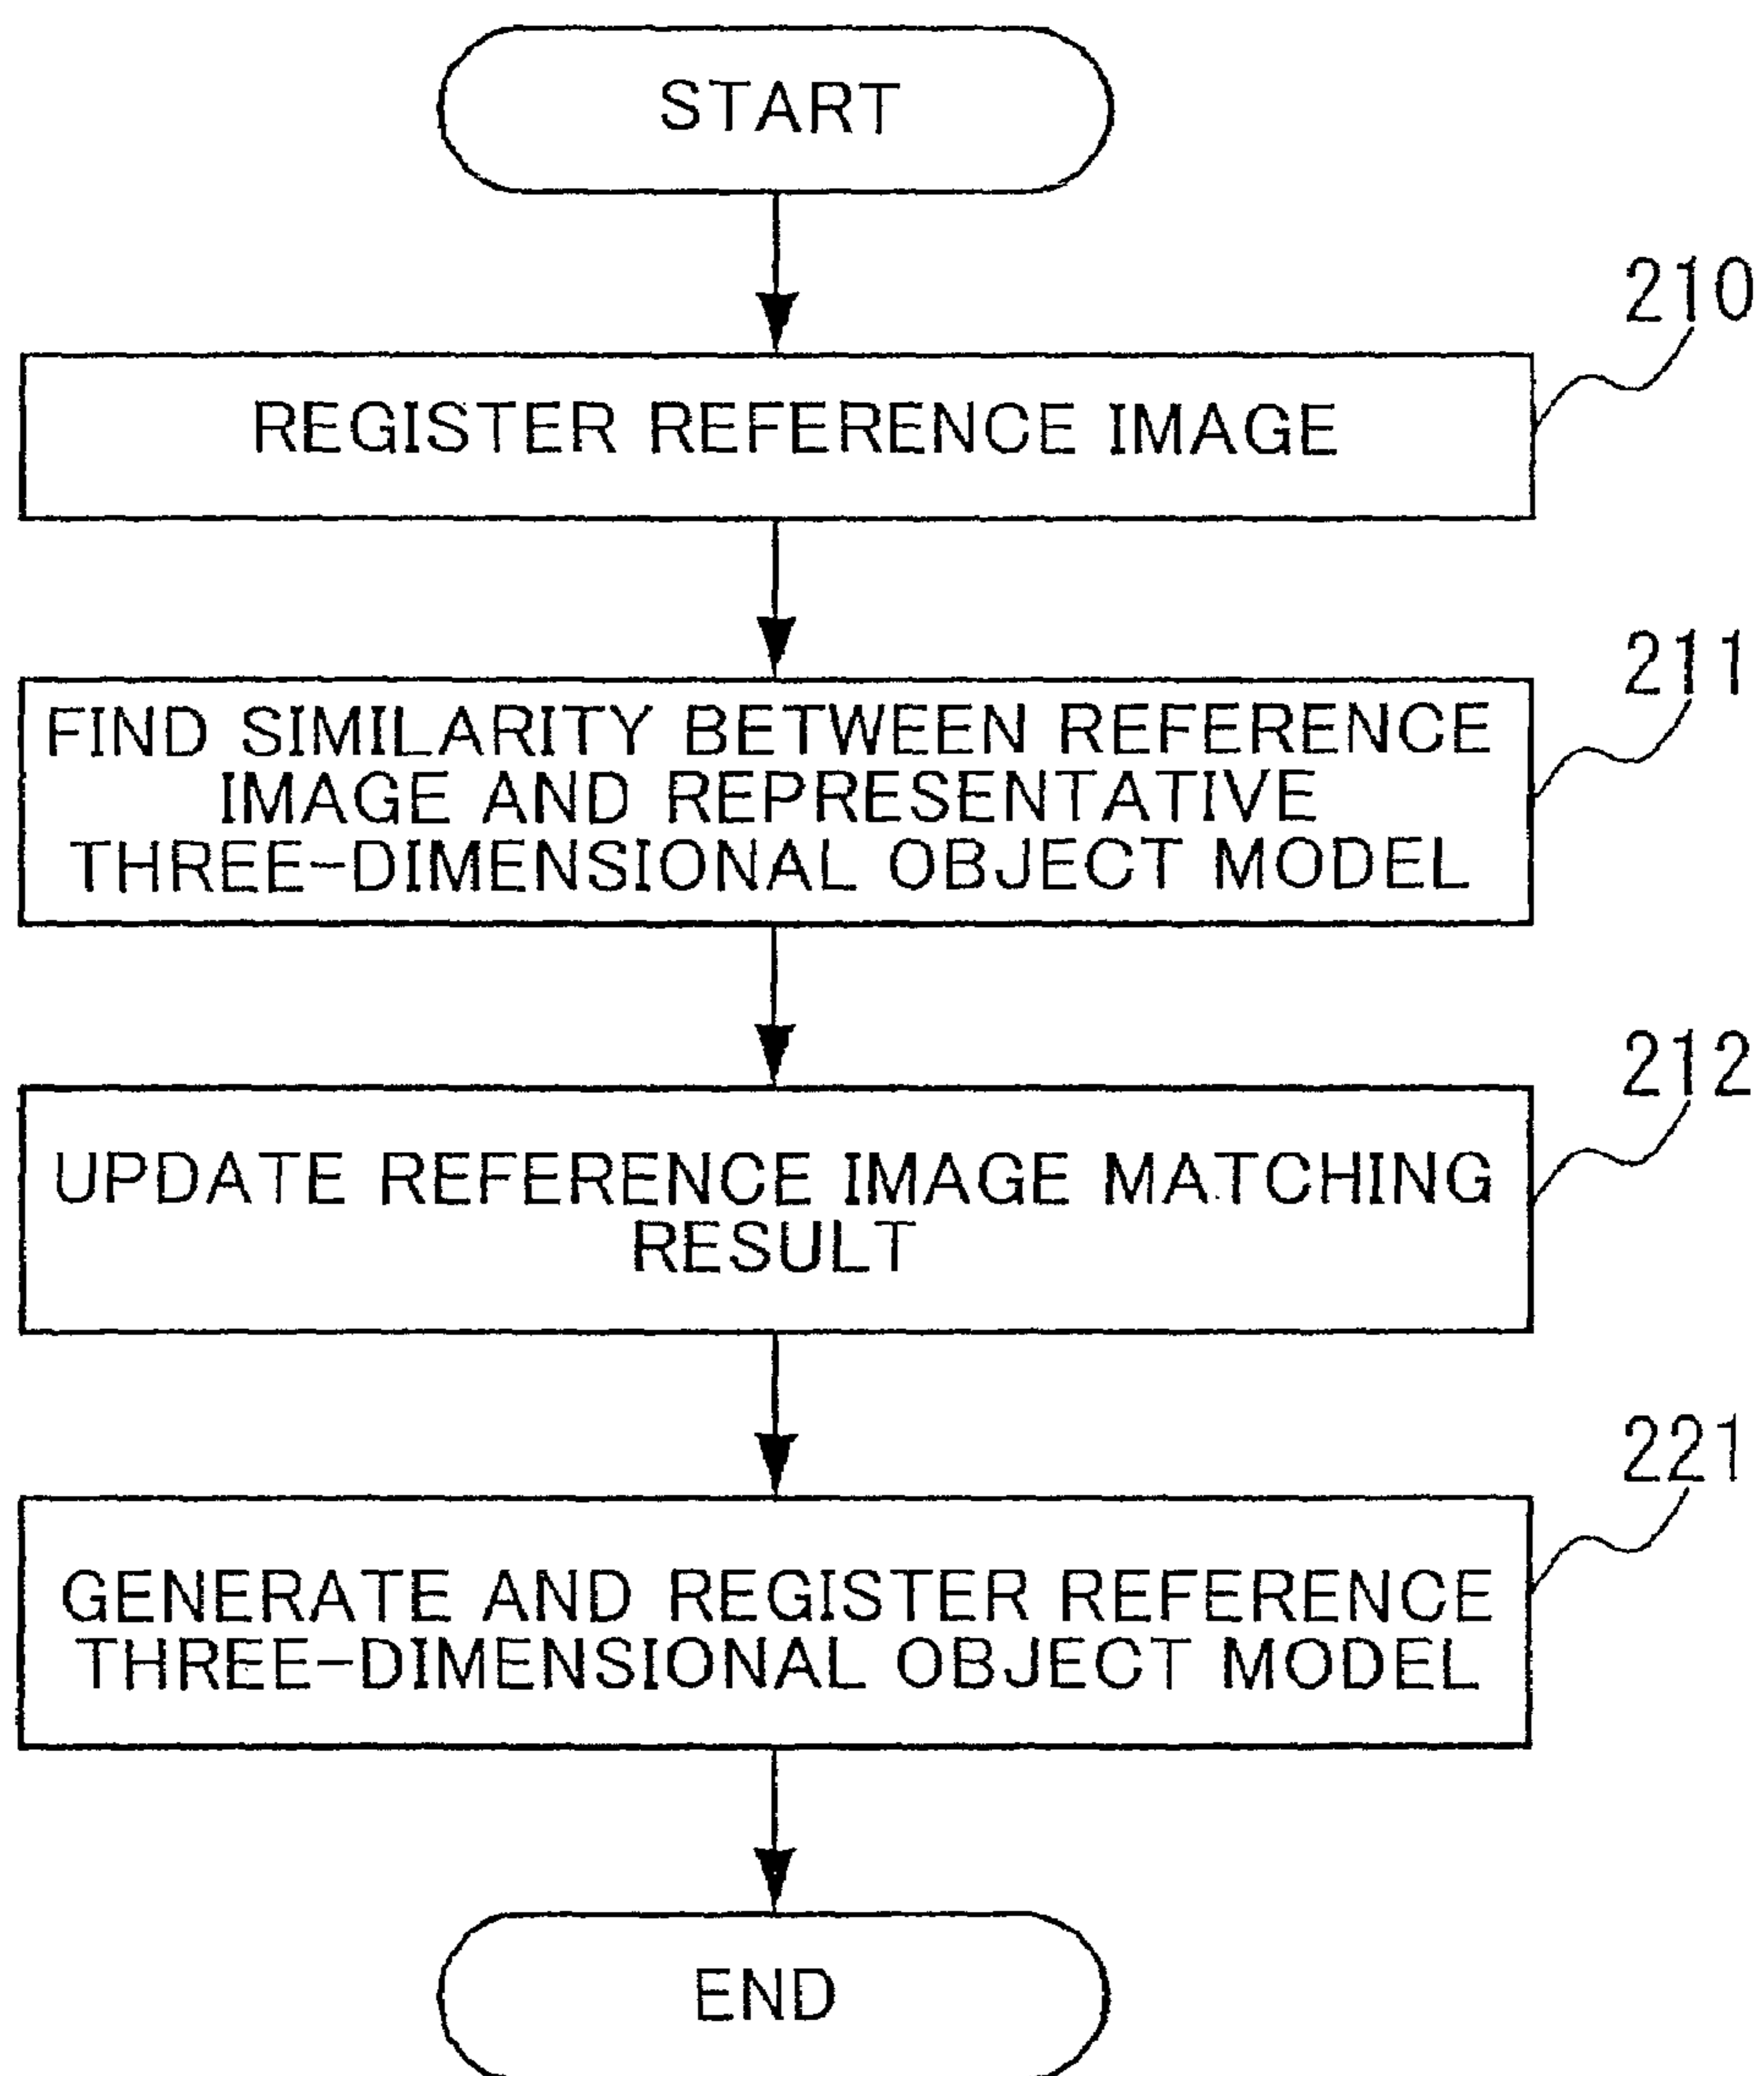 START
210
REGISTER REFERENCE IMAGE
211
FIND SIMILARITY BETWEEN REFERENCE
IMAGE AND REPRESENTATIVE
THREE-DIMENSIONAL OBJECT MODEL
212
UPDATE REFERENCE IMAGE MATCHING
RESULT
221
GENERATE AND REGISTER REFERENCE
THREE-DIMENSIONAL OBJECT MODEL
END